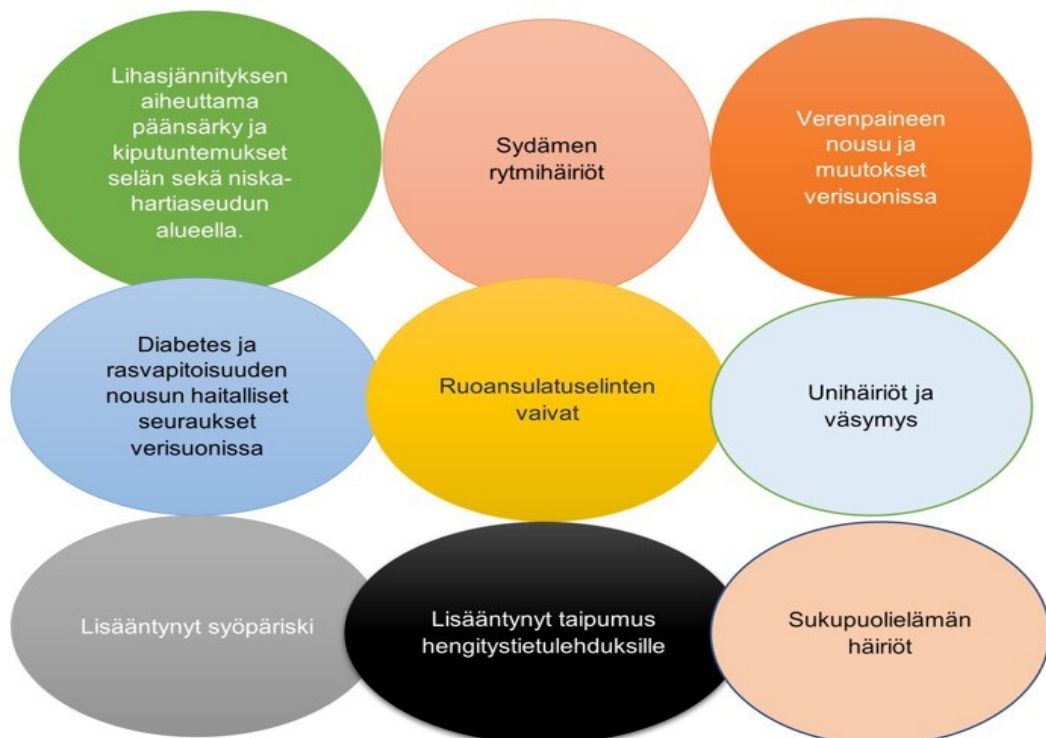 Lihasjännityksen
aiheuttama
päänsärky ja
kiputuntemukset
selän sekä niska-
hartiaseudun
alueella.
Sydämen
rytmihäiriöt
Verenpaineen
nousu ja
muutokset
verisuonissa
Diabetes ja
rasvapitoisuuden
nousun haitalliset
seuraukset
verisuonissa
Ruoansulatuselinten
vaivat
Unihäiriöt ja
väsymys
Lisääntynyt syöpäriski
Lisääntynyt taipumus
hengitystietulehduksille
Sukupuolielämän
häiriöt